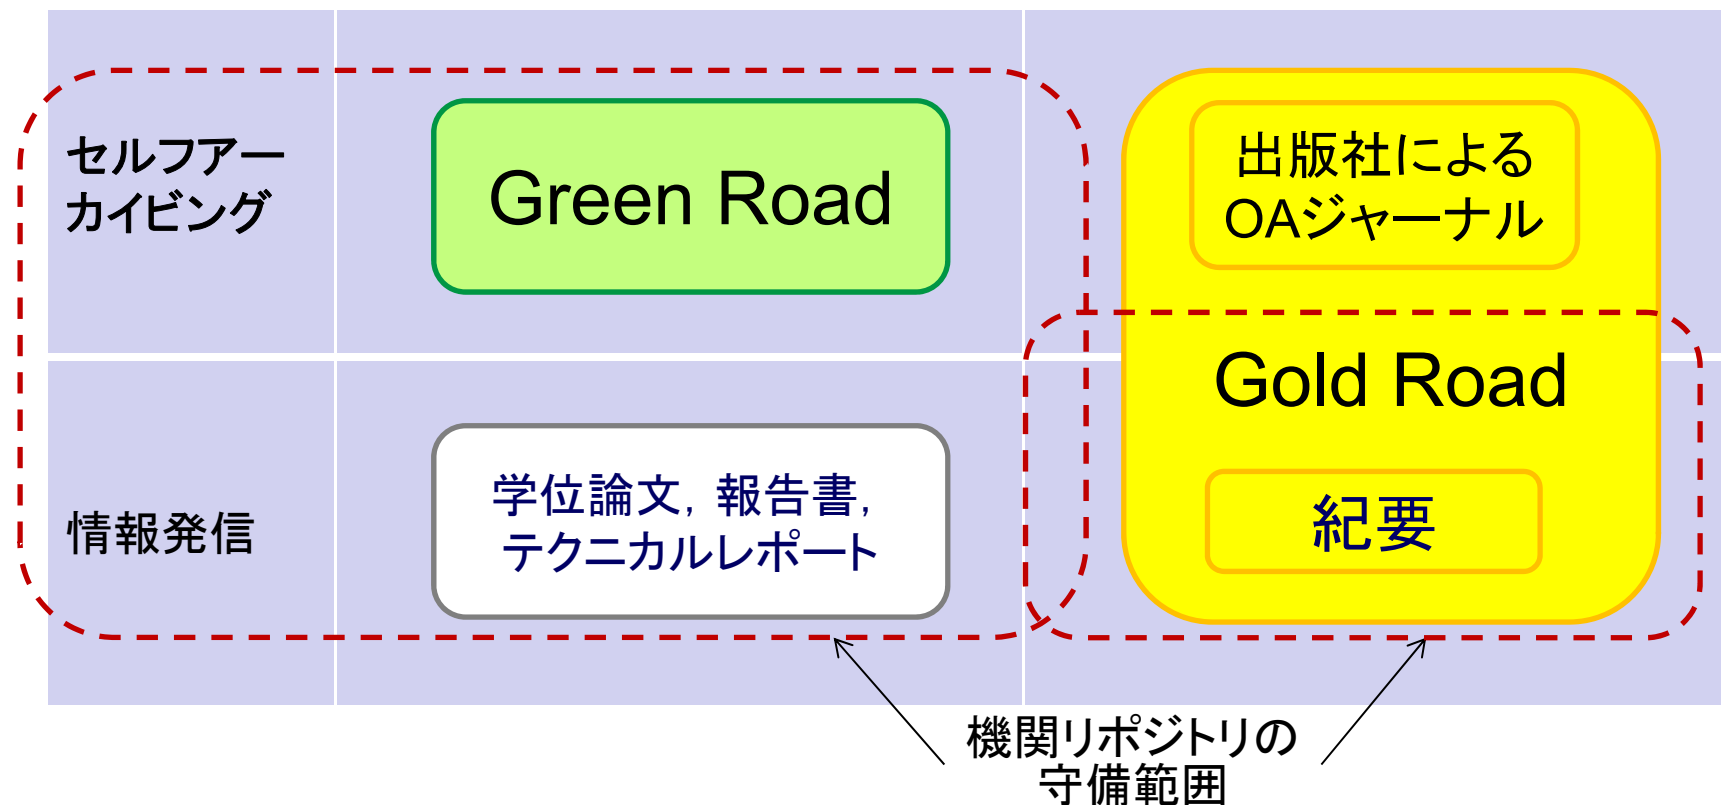 セルフアー
カイビング
Green Road
出版社による
OAジャーナル
Gold Road
情報発信
学位論文，報告書，
テクニカルレポート
紀要
機関リポジトリの
守備範囲